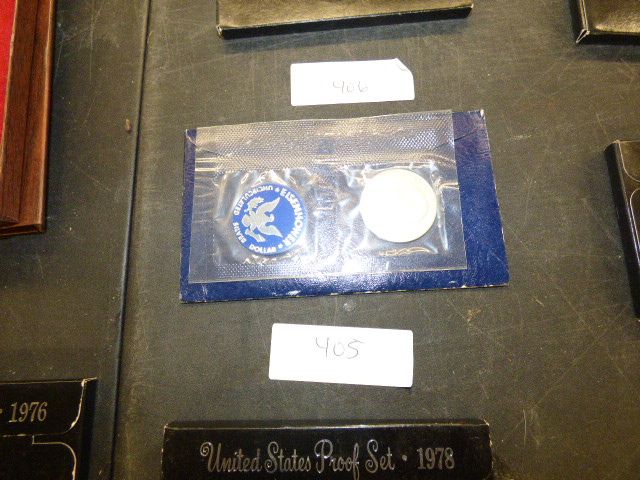 406
EISENHOWER
UNCIRCULATED
SILVER DOLLAR
405
• 1976
United States Proof Set • 1978